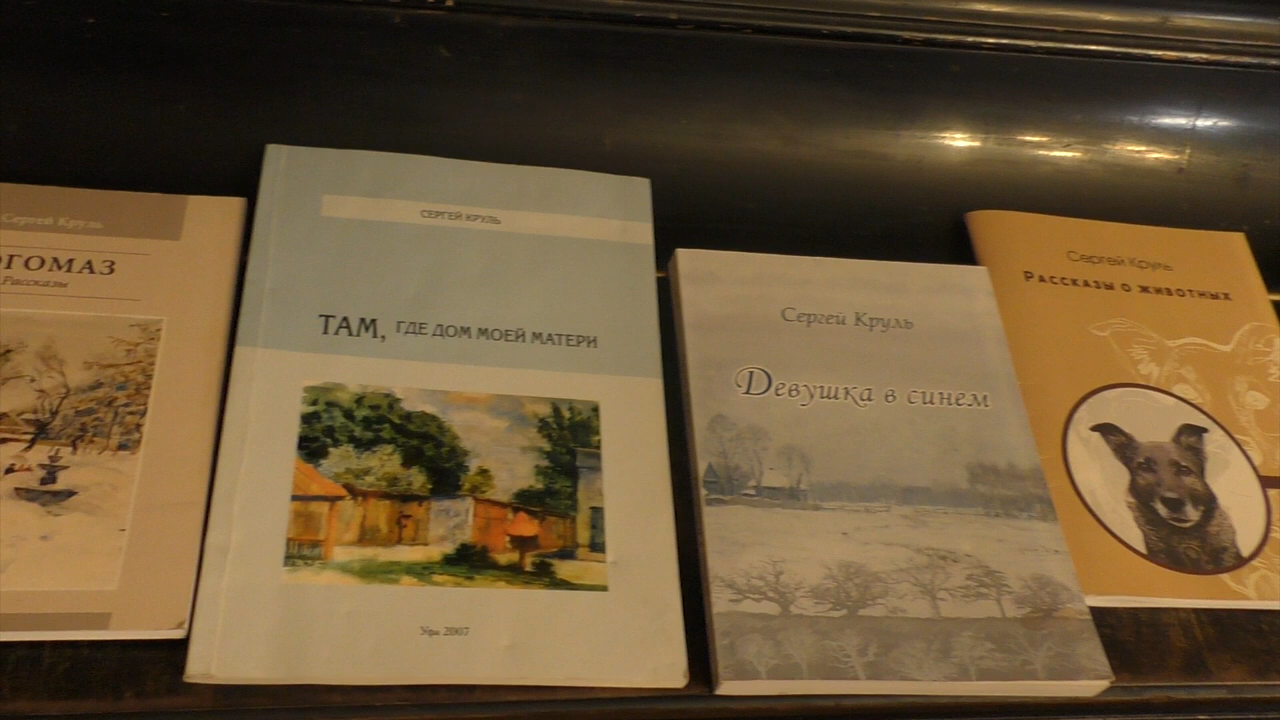 Сергей Круль
ОГОМАЗ
Рассказы
СЕРГЕЙ КРУЛЬ
ТАМ, ГДЕ ДОМ МОЕЙ МАТЕРИ
Уфа 2007
Сергей Круль
Девушка в синем
Сергей Круль
РАССКАЗЫ О ЖИВОТНЫХ